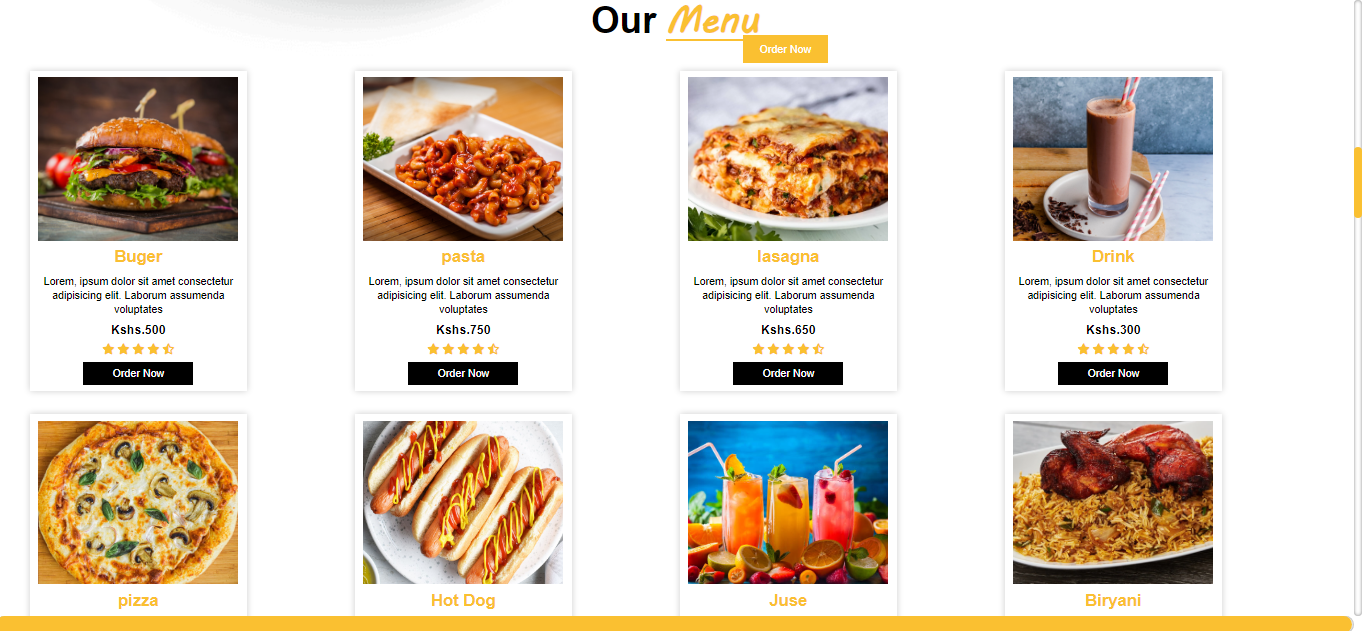 Our Menu
Order Now
Buger
Lorem, ipsum dolor sit amet consectetur
adipisicing elit. Laborum assumenda
voluptates
Kshs.500
Order Now
pasta
Lorem, ipsum dolor sit amet consectetur
adipisicing elit. Laborum assumenda
voluptates
Kshs.750
Order Now
lasagna
Lorem, ipsum dolor sit amet consectetur
adipisicing elit. Laborum assumenda
voluptates
Kshs.650
Order Now
Drink
Lorem, ipsum dolor sit amet consectetur
adipisicing elit. Laborum assumenda
voluptates
Kshs.300
Order Now
pizza
Hot Dog
Juse
Biryani